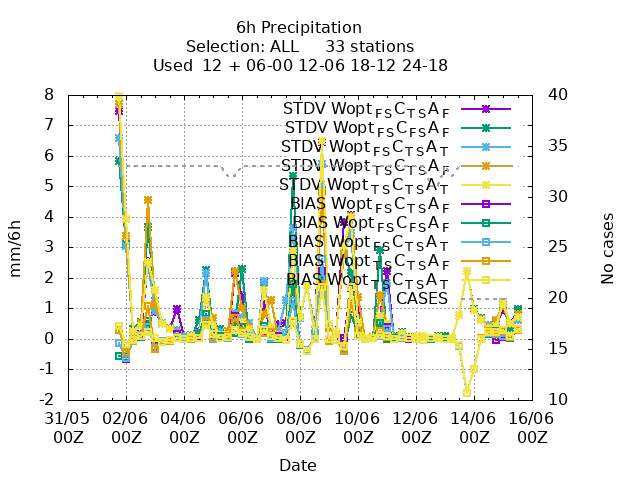 6h Precipitation
Selection: ALL 33 stations
Used 12 + 06-00 12-06 18-12 24-18
mm/6h
No cases
8
7
6
5
4
3
2
1
0
-1
-2
40
35
30
25
20
15
10
STDV Wopt FS C TS A F
STDV Wopt FS C FS A F
STDV Wopt FS C TS A T
STDV Wopt TS C TS A F
STDV Wopt TS C TS A T
BIAS Wopt FS C TS A F
BIAS Wopt FS C FS A F
BIAS Wopt FS C TS A T
BIAS Wopt TS C TS A F
BIAS Wopt TS C TS A T
CASES
31/05 02/06 04/06 06/06 08/06 10/06 12/06 14/06 16/06
00Z 00Z 00Z 00Z 00Z 00Z 00Z 00Z 00Z
Date